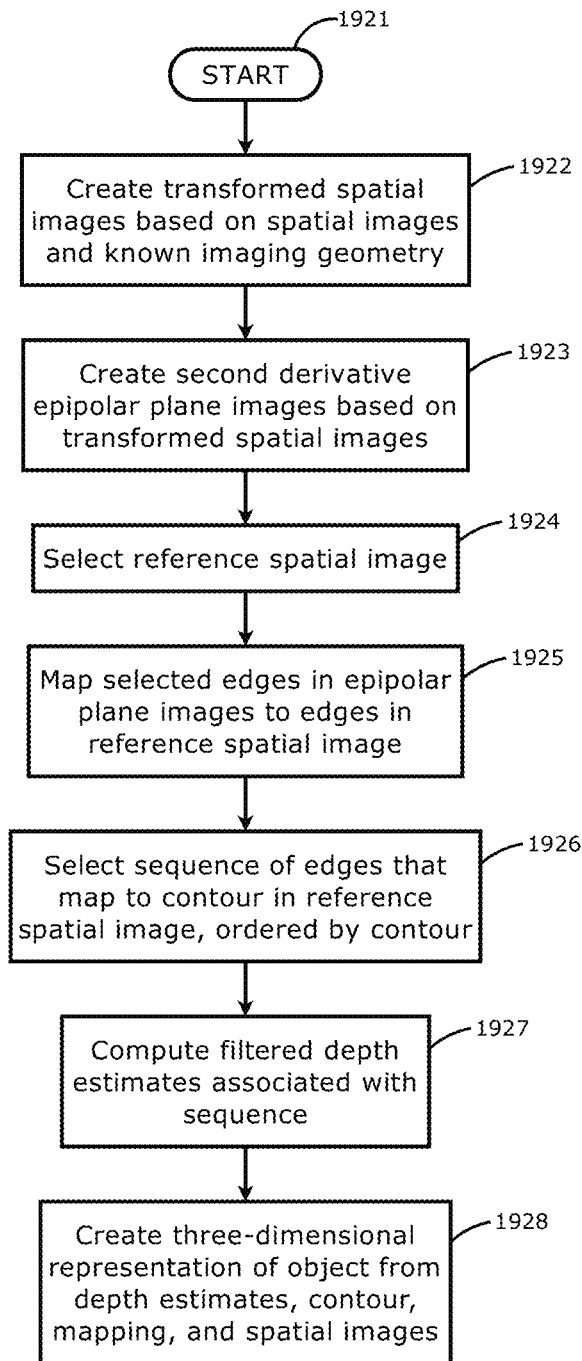 1921
START
1922
Create transformed spatial
images based on spatial images
and known imaging geometry
1923
Create second derivative
epipolar plane images based on
transformed spatial images
1924
Select reference spatial image
1925
Map selected edges in epipolar
plane images to edges in
reference spatial image
1926
Select sequence of edges that
map to contour in reference
spatial image, ordered by contour
1927
Compute filtered depth
estimates associated with
sequence
1928
Create three-dimensional
representation of object from
depth estimates, contour,
mapping, and spatial images